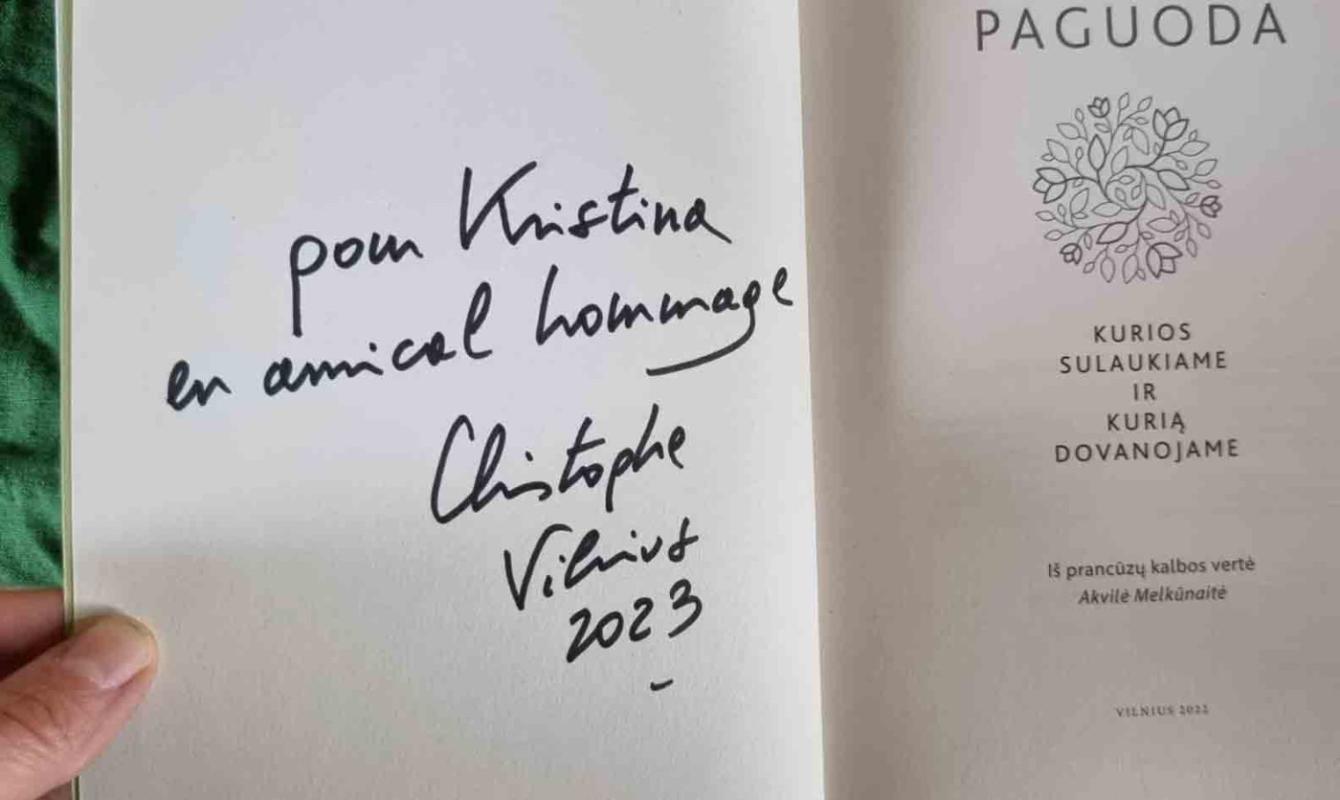 pour Kristina
en amical hommage
Christophe
Vilnius
2023
PAGUODA
KURIOS
SULAUKIAME
IR
KURIĄ
DOVANOJAME
Iš prancūzų kalbos vertė
Akvilė Melkūnaitė
VILNIUS 2022